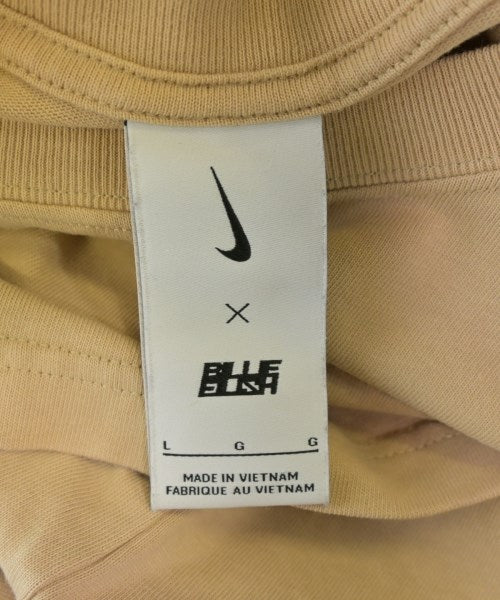 ×
L G G
MADE IN VIETNAM
FABRIQUE AU VIETNAM